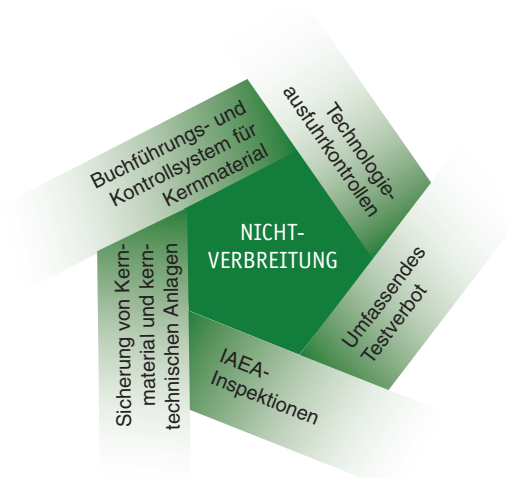 Buchführungs- und
Kontrollsystem für
Kernmaterial
Technologie-
ausfuhrkontrollen
NICHT-
VERBREITUNG
Umfassendes
Testverbot
IAEA-
Inspektionen
Sicherung von Kern-
material und kern-
technischen Anlagen